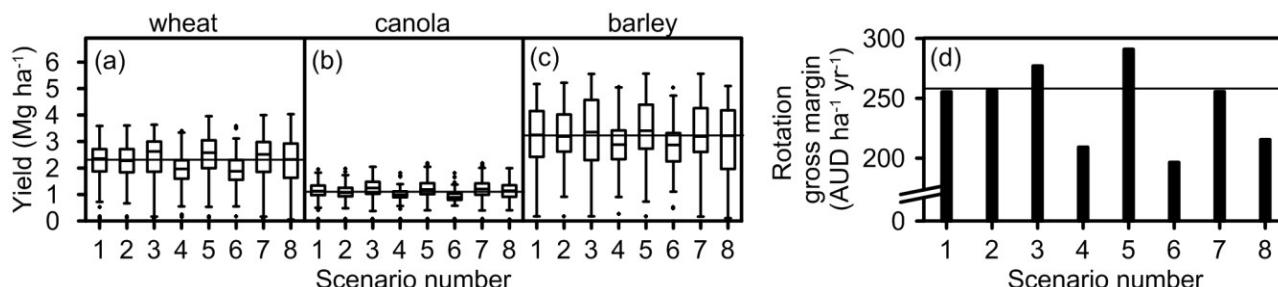 wheat canola barley
(a) (b) (c)
Yield (Mg ha⁻¹)
6
5
4
3
2
1
0
1 2 3 4 5 6 7 8 1 2 3 4 5 6 7 8 1 2 3 4 5 6 7 8
Scenario number
(d)
Rotation
gross margin
(AUD ha⁻¹ yr⁻¹)
300
250
200
0
1 2 3 4 5 6 7 8
Scenario number